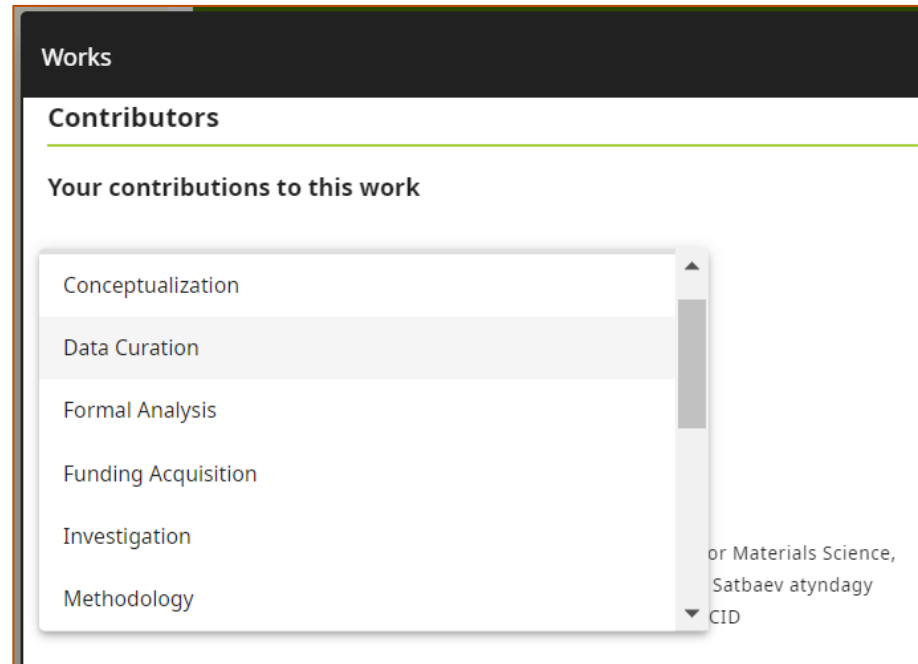 Works
Contributors
Your contributions to this work
Conceptualization
Data Curation
Formal Analysis
Funding Acquisition
Investigation
Methodology
or Materials Science,
Satbaev atyndagy
CID